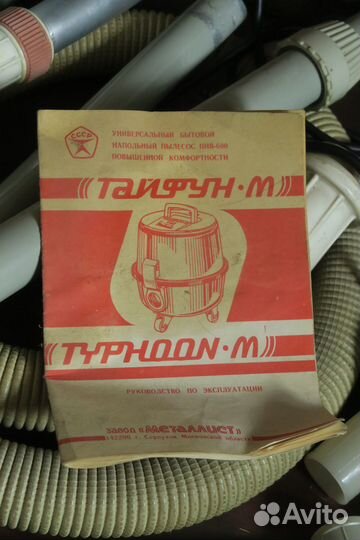 СССР
УНИВЕРСАЛЬНЫЙ БЫТОВОЙ
НАПОЛЬНЫЙ ПЫЛЕСОС ПНВ-600
ПОВЫШЕННОЙ КОМФОРТНОСТИ
((ТАЙФУН·М))
((TYPHOON·M))
РУКОВОДСТВО ПО ЭКСПЛУАТАЦИИ
ЗАВОД «МЕТАЛЛИСТ»
142200 г. Серпухов Московской области
Avito